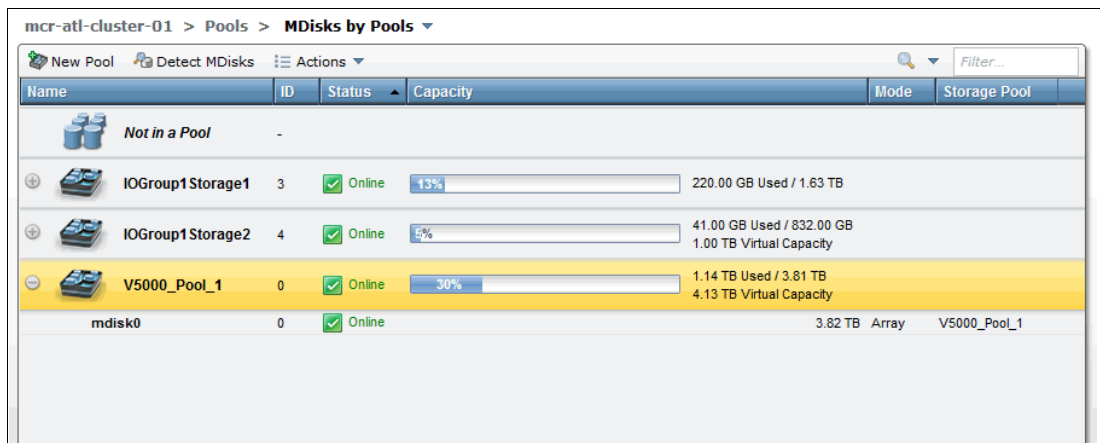 mcr-atl-cluster-01 > Pools > MDisks by Pools
New Pool Detect MDisks Actions Filter...
Name ID Status Capacity Mode Storage Pool
Not in a Pool -
IOGroup1Storage1 3 Online 13% 220.00 GB Used / 1.63 TB
IOGroup1Storage2 4 Online 5% 41.00 GB Used / 832.00 GB
1.00 TB Virtual Capacity
V5000_Pool_1 0 Online 30% 1.14 TB Used / 3.81 TB
4.13 TB Virtual Capacity
mdisk0 0 Online 3.82 TB Array V5000_Pool_1